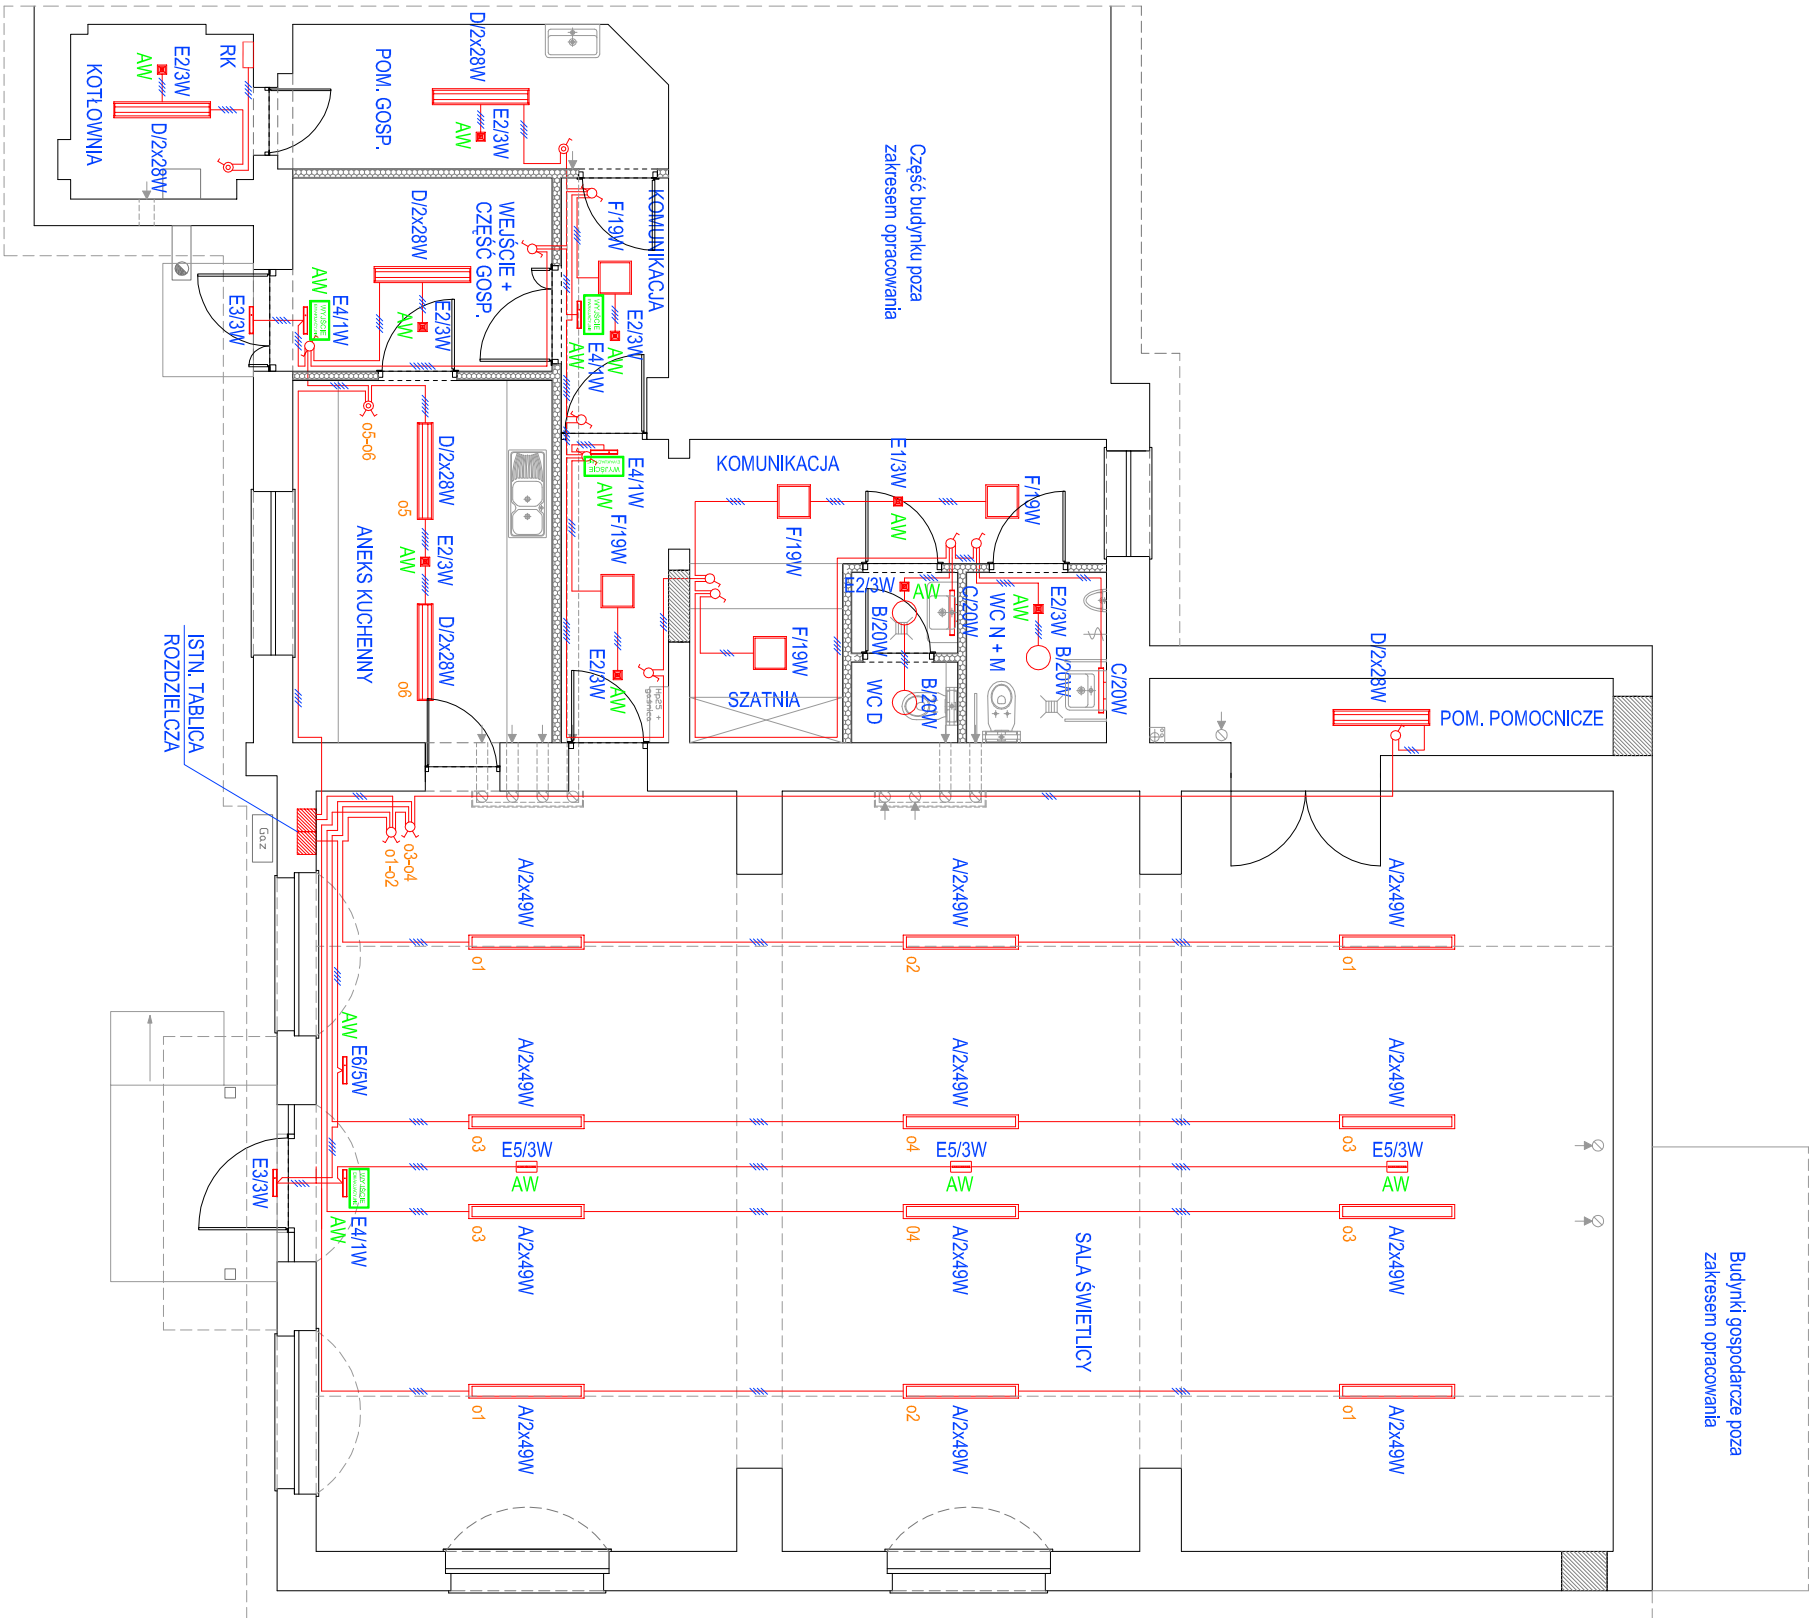 RK
E2/3W
AW
KOTŁOWNIA
D/2x28W
POM. GOSP.
D/2x28W
E2/3W
AW
Część budynku poza
zakresem opracowania
WEJŚCIE +
CZĘŚĆ GOSP.
D/2x28W
E2/3W
AW
AW
E4/1W
WYJŚCIE
E3/3W
KOMUNIKACJA
F/19W
E2/3W
AW
E4/1W
AW
WYJŚCIE
o5-o6
D/2x28W
o5
E2/3W
AW
D/2x28W
o6
ANEKS KUCHENNY
E4/1W
AW
WYJŚCIE
F/19W
E2/3W
AW
KOMUNIKACJA
E1/3W
AW
F/19W
F/19W
F/19W
SZATNIA
E2/3W
AW
B/20W
C/20W
WC D
B/20W
WC N + M
AW
E2/3W
B/20W
C/20W
D/2x28W
POM. POMOCNICZE
ISTN. TABLICA
ROZDZIELCZA
Gaz
o1-o2
o3-o4
A/2x49W
o1
A/2x49W
o2
A/2x49W
o1
AW
E6/5W
A/2x49W
o3
A/2x49W
o4
A/2x49W
o3
E5/3W
AW
E5/3W
AW
E5/3W
AW
E3/3W
WYJŚCIE
E4/1W
AW
o3
A/2x49W
04
A/2x49W
o3
A/2x49W
SALA ŚWIETLICY
o1
A/2x49W
o2
A/2x49W
o1
A/2x49W
Budynki gospodarcze poza
zakresem opracowania